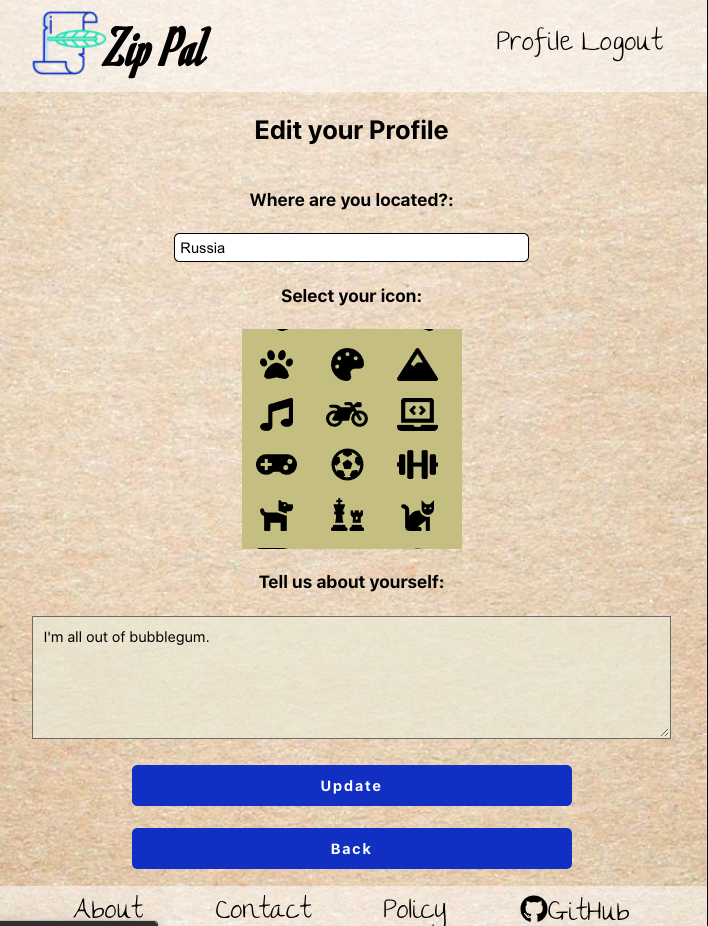 Zip Pal
Profile Logout
Edit your Profile
Where are you located?:
Russia
Select your icon:
Tell us about yourself:
I'm all out of bubblegum.
Update
Back
About Contact Policy GitHub